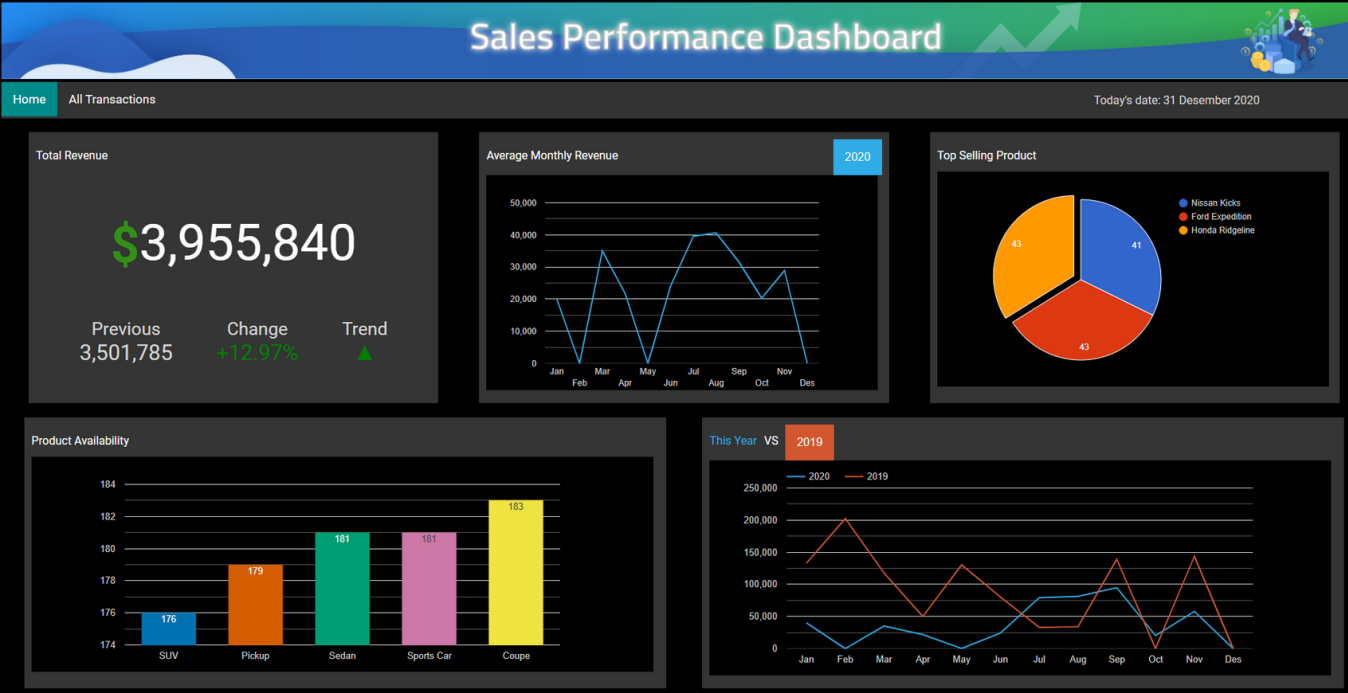 Sales Performance Dashboard
Home All Transactions Today's date: 31 Desember 2020
Total Revenue
$3,955,840
Previous Change Trend
3,501,785 +12.97%
Average Monthly Revenue 2020
50,000
40,000
30,000
20,000
10,000
0
Jan Feb Mar Apr May Jun Jul Aug Sep Oct Nov Des
Top Selling Product
Nissan Kicks
Ford Expedition
Honda Ridgeline
43
41
43
Product Availability
184
182
180
178
176
174
176
179
181
181
183
SUV Pickup Sedan Sports Car Coupe
This Year VS 2019
2020 2019
250,000
200,000
150,000
100,000
50,000
0
Jan Feb Mar Apr May Jun Jul Aug Sep Oct Nov Des